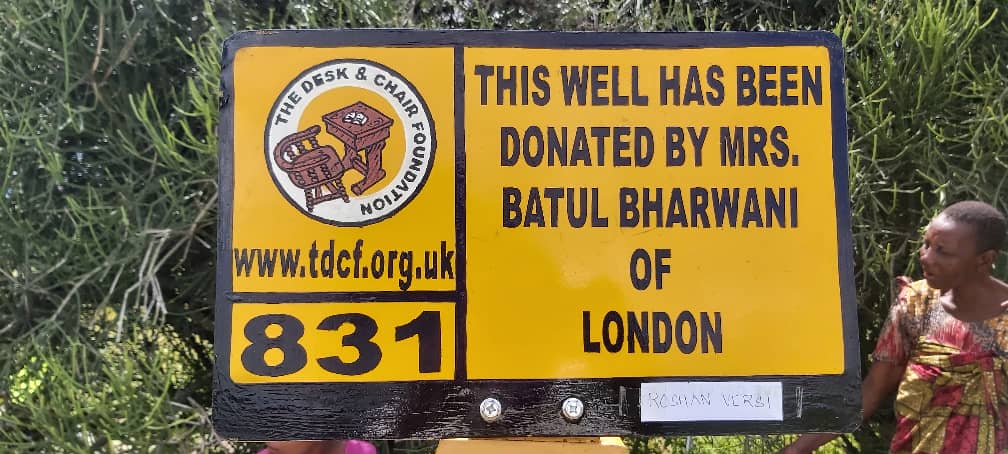 THE DESK & CHAIR FOUNDATION
www.tdcf.org.uk
831
THIS WELL HAS BEEN
DONATED BY MRS.
BATUL BHARWANI
OF
LONDON
ROSHAN VERSI